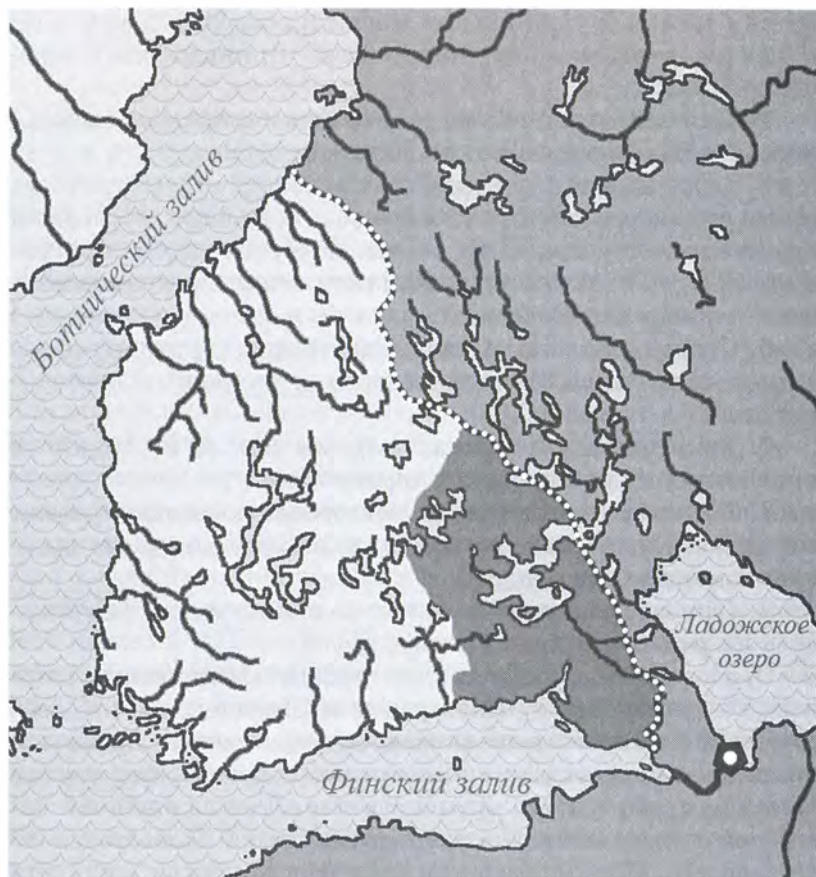 Ботнический залив
Ладожское
озеро
Финский залив